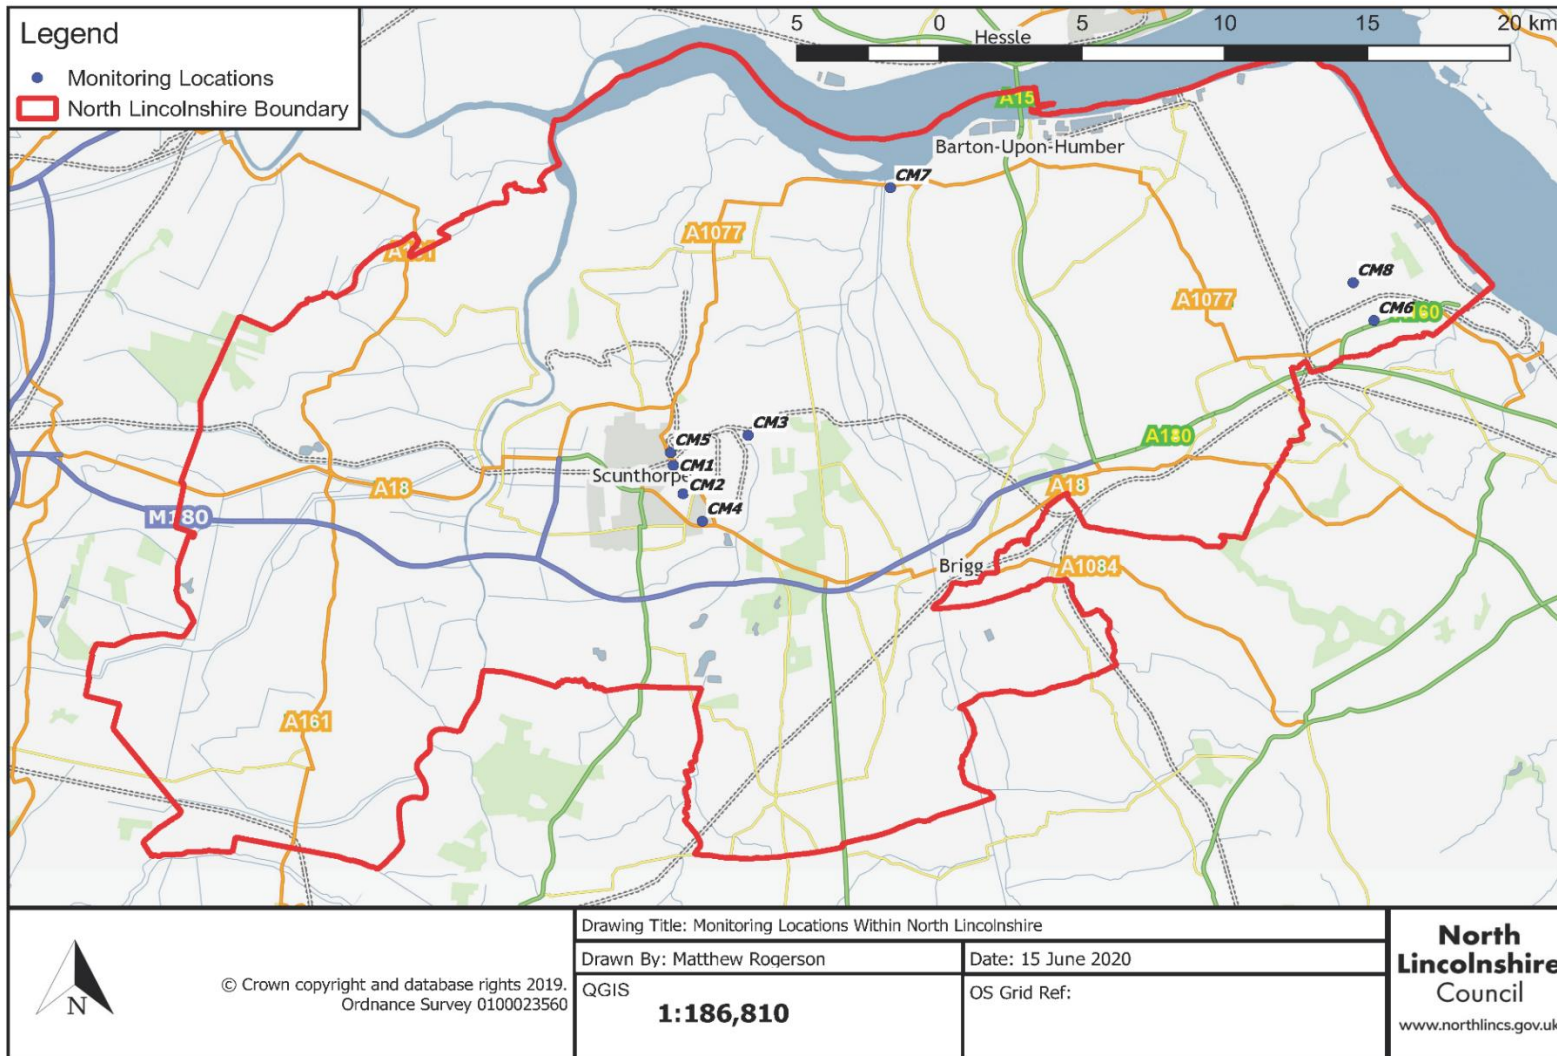 Legend
Monitoring Locations
North Lincolnshire Boundary
5 0 5 10 15 20 km
Hessle
A15
Barton-Upon-Humber
CM7
A1077
A161
CM8
A1077
CM6
A160
CM3
A180
CM5
CM1
Scunthorpe
A18
CM2
A18
M180
CM4
Brigg
A1084
A161
N
© Crown copyright and database rights 2019.
Ordnance Survey 0100023560
Drawing Title: Monitoring Locations Within North Lincolnshire
Drawn By: Matthew Rogerson
Date: 15 June 2020
QGIS
1:186,810
OS Grid Ref:
North
Lincolnshire
Council
www.northlincs.gov.uk